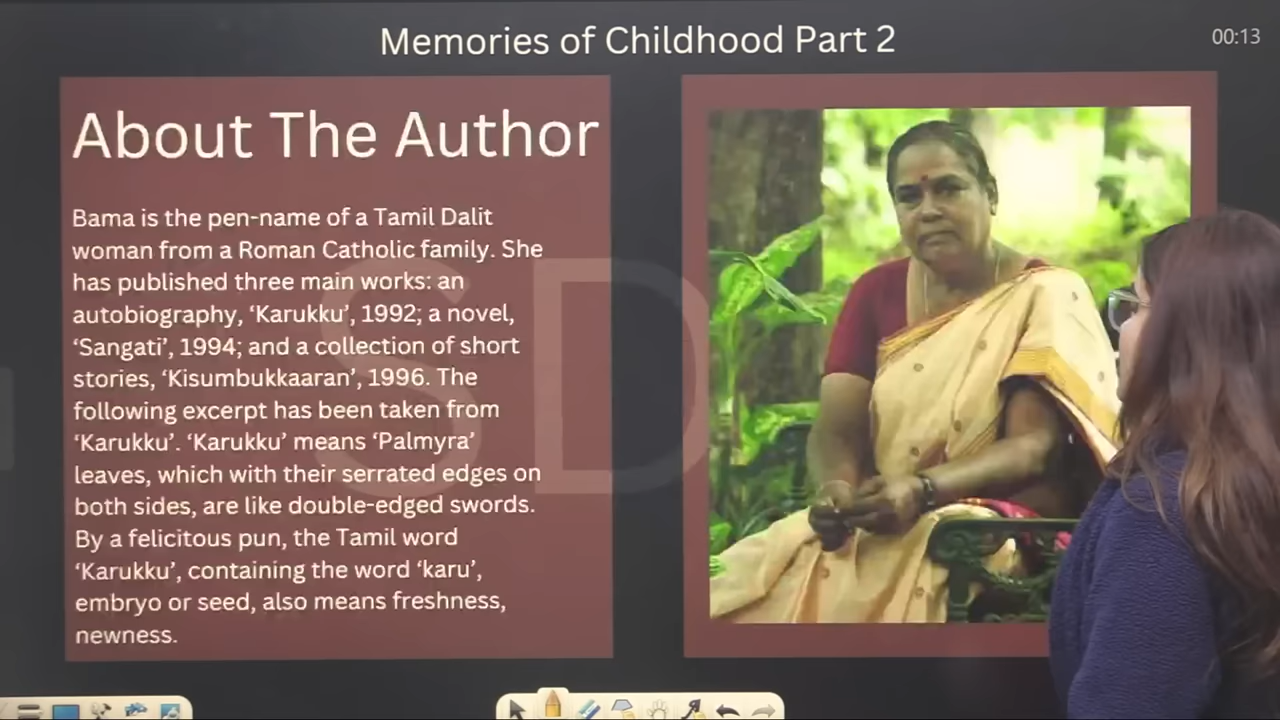 Memories of Childhood Part 2
00:13
About The Author
Bama is the pen-name of a Tamil Dalit
woman from a Roman Catholic family. She
has published three main works: an
autobiography, ‘Karukku’, 1992; a novel,
‘Sangati’, 1994; and a collection of short
stories, ‘Kisumbukkaaran’, 1996. The
following excerpt has been taken from
‘Karukku’. ‘Karukku’ means ‘Palmyra’
leaves, which with their serrated edges on
both sides, are like double-edged swords.
By a felicitous pun, the Tamil word
‘Karukku’, containing the word ‘karu’,
embryo or seed, also means freshness,
newness.
SD